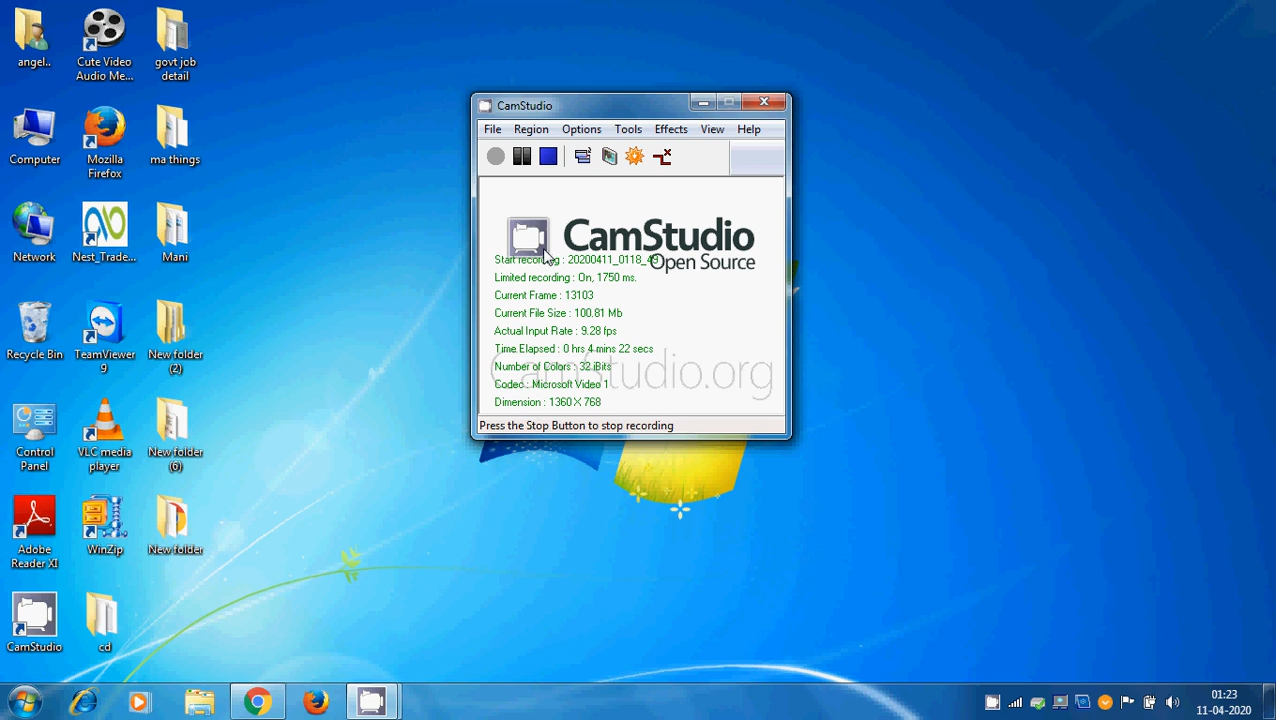 angel..
Cute Video
Audio Me...
govt job
detail
Computer
Mozilla
Firefox
ma things
Network
Nest_Trade...
Mani
Recycle Bin
TeamViewer
9
New folder
(2)
Control
Panel
VLC media
player
New folder
(6)
Adobe
Reader XI
WinZip
New folder
CamStudio
cd
CamStudio
File Region Options Tools Effects View Help
CamStudio
Open Source
Start recording : 20200411_0118_49
Limited recording : On, 1750 ms.
Current Frame : 13103
Current File Size : 100.81 Mb
Actual Input Rate : 9.28 fps
Time Elapsed : 0 hrs 4 mins 22 secs
CamStudio.org
Number of Colors : 32 iBits
Codec : Microsoft Video 1
Dimension : 1360 X 768
Press the Stop Button to stop recording
01:23
11-04-2020